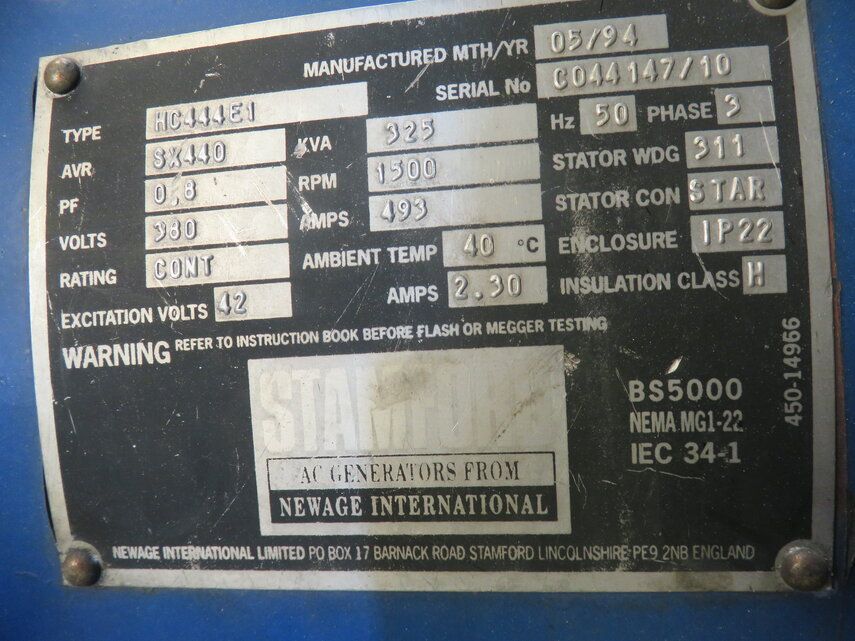 MANUFACTURED MTH/YR 05/94
SERIAL No C044147/10
TYPE HC444E1
Hz 50 PHASE 3
AVR SX440 KVA 325
STATOR WDG 311
PF 0.8 RPM 1500
STATOR CON STAR
VOLTS 380 AMPS 493
ENCLOSURE IP22
RATING CONT AMBIENT TEMP 40 °C
INSULATION CLASS H
EXCITATION VOLTS 42 AMPS 2.30
WARNING REFER TO INSTRUCTION BOOK BEFORE FLASH OR MEGGER TESTING
STAMFORD
AC GENERATORS FROM
NEWAGE INTERNATIONAL
BS5000
NEMA MG1-22
IEC 34-1
450-14966
NEWAGE INTERNATIONAL LIMITED PO BOX 17 BARNACK ROAD STAMFORD LINCOLNSHIRE PE9 2NB ENGLAND